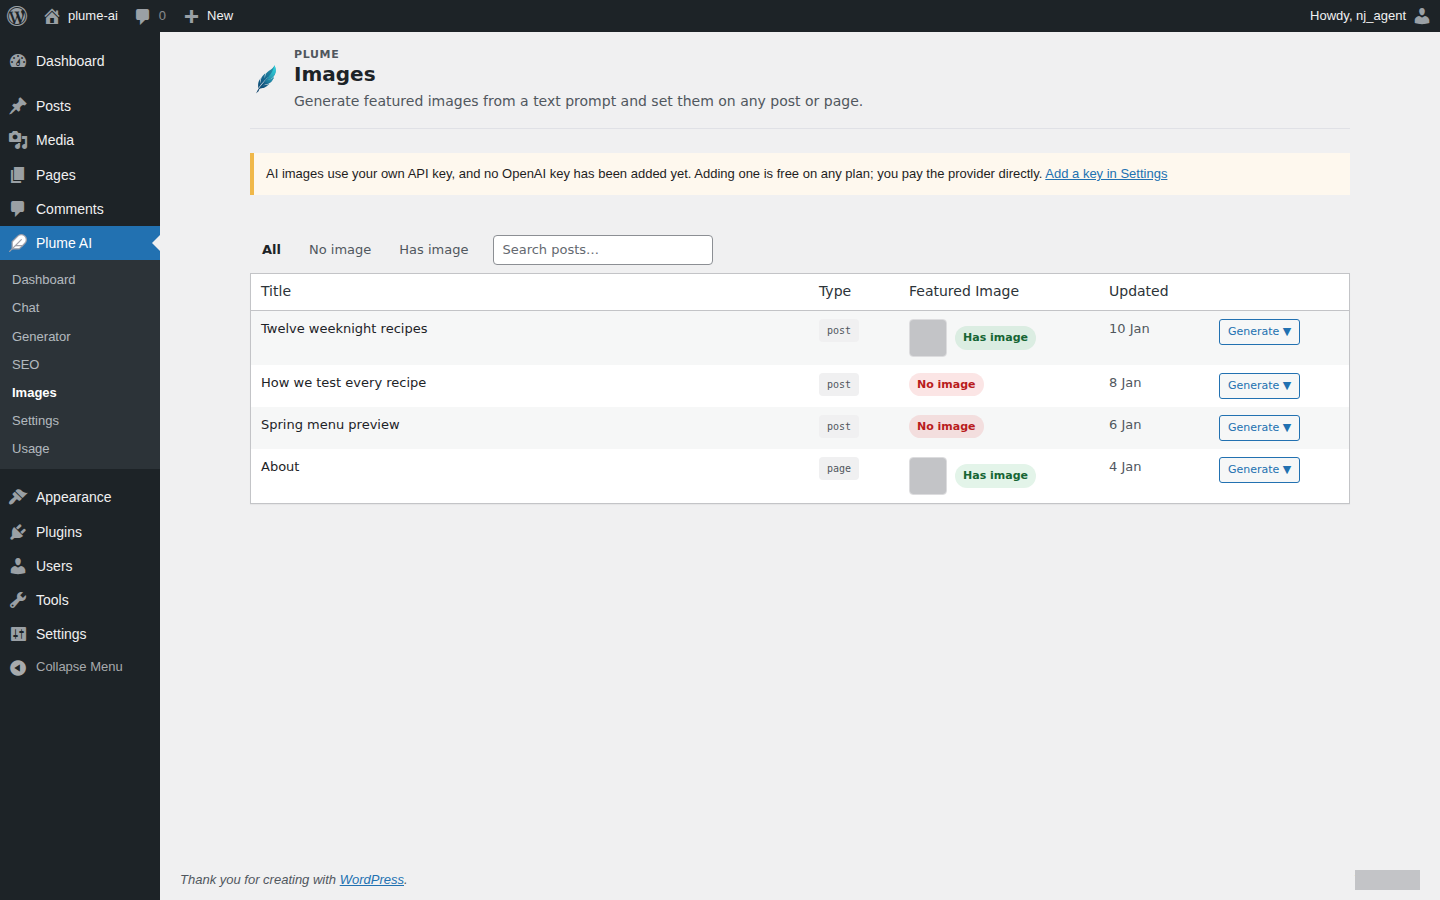 plume-ai 0 New Howdy, nj_agent
Dashboard
Posts
Media
Pages
Comments
Plume AI
Dashboard
Chat
Generator
SEO
Images
Settings
Usage
Appearance
Plugins
Users
Tools
Settings
Collapse Menu
PLUME
Images
Generate featured images from a text prompt and set them on any post or page.
AI images use your own API key, and no OpenAI key has been added yet. Adding one is free on any plan; you pay the provider directly. Add a key in Settings
All No image Has image Search posts...
Title Type Featured Image Updated
Twelve weeknight recipes post Has image 10 Jan Generate ▼
How we test every recipe post No image 8 Jan Generate ▼
Spring menu preview post No image 6 Jan Generate ▼
About page Has image 4 Jan Generate ▼
Thank you for creating with WordPress.